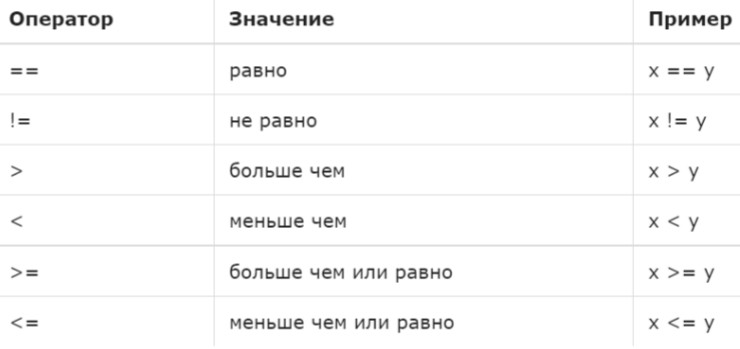 Оператор Значение Пример
== равно x == y
!= не равно x != y
> больше чем x > y
< меньше чем x < y
>= больше чем или равно x >= y
<= меньше чем или равно x <= y